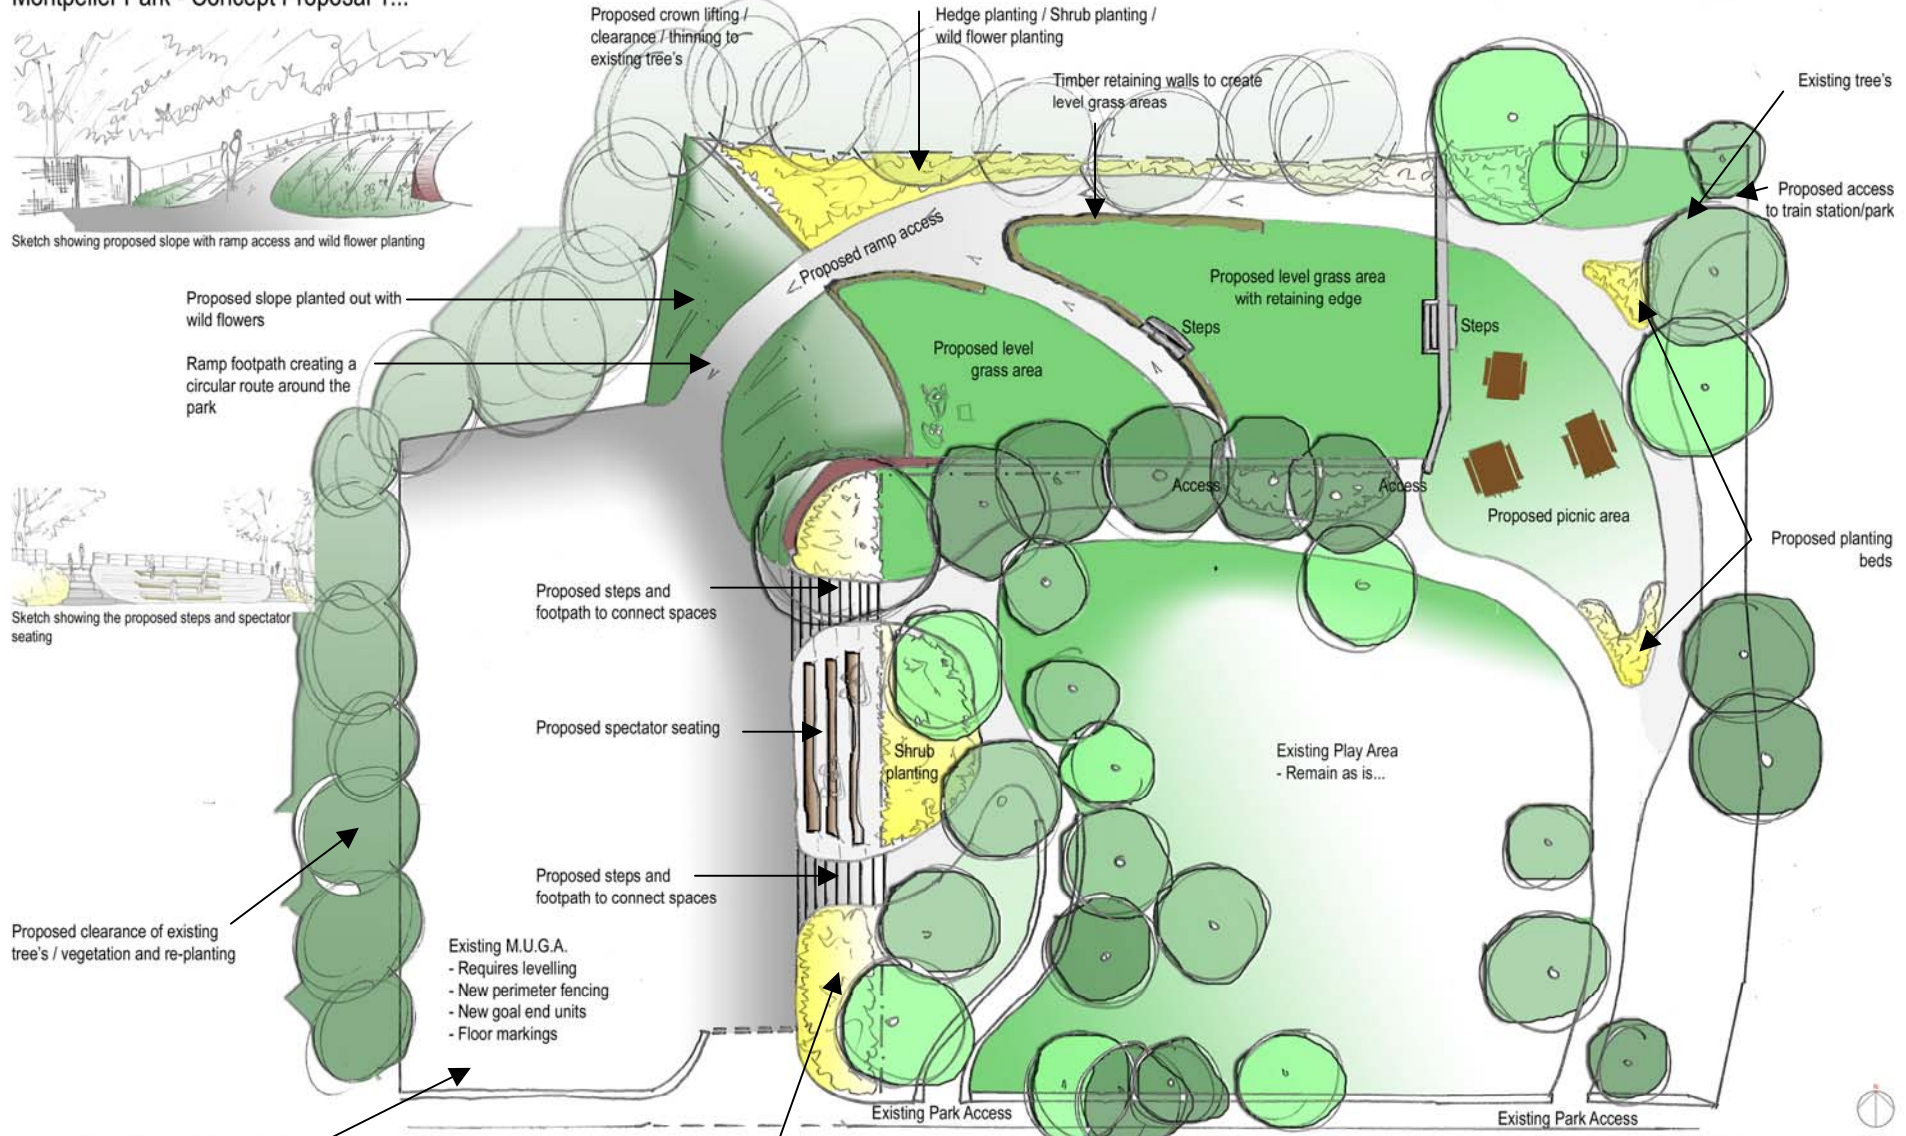 Montpelier Park - Concept Proposal 1...
Proposed crown lifting /
clearance / thinning to
existing tree's
Hedge planting / Shrub planting /
wild flower planting
Timber retaining walls to create
level grass areas
Existing tree's
Proposed access
to train station/park
Sketch showing proposed slope with ramp access and wild flower planting
Proposed ramp access
Proposed level grass area
with retaining edge
Proposed slope planted out with
wild flowers
Steps
Steps
Ramp footpath creating a
circular route around the
park
Proposed level
grass area
Access
Access
Proposed picnic area
Proposed planting
beds
Proposed steps and
footpath to connect spaces
Sketch showing the proposed steps and spectator
seating
Proposed spectator seating
Shrub
planting
Existing Play Area
- Remain as is...
Proposed steps and
footpath to connect spaces
Proposed clearance of existing
tree's / vegetation and re-planting
Existing M.U.G.A.
- Requires levelling
- New perimeter fencing
- New goal end units
- Floor markings
Existing Park Access
Existing Park Access
N